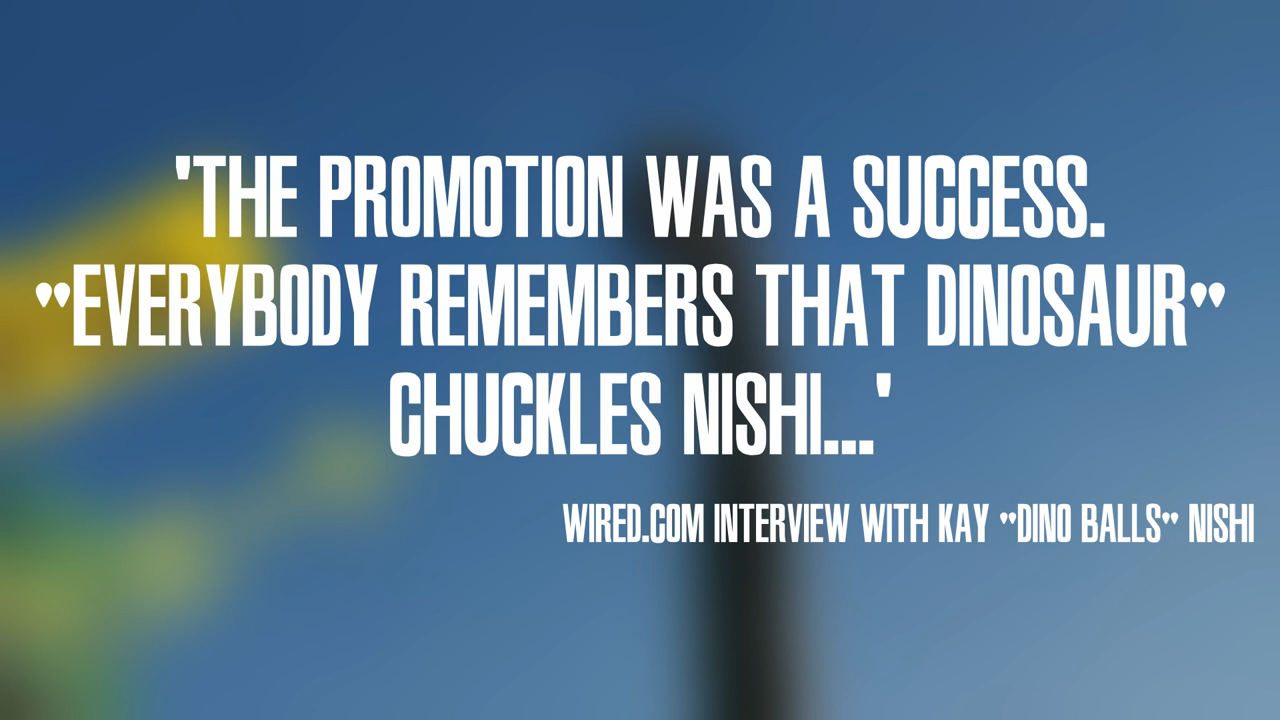 'THE PROMOTION WAS A SUCCESS.
"EVERYBODY REMEMBERS THAT DINOSAUR"
CHUCKLES NISHI...'
WIRED.COM INTERVIEW WITH KAY "DINO BALLS" NISHI